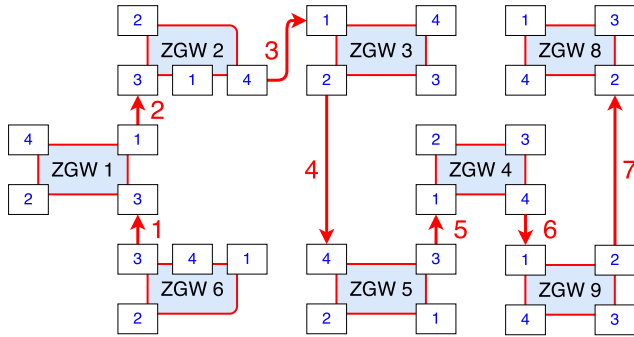 2 1 4 1 3
ZGW 2 3 ZGW 3 ZGW 8
3 1 4 2 3 4 2
2
4 1 2 3
ZGW 1 4 ZGW 4 7
2 3 1 4
1 5 6
3 4 1 4 3 1 2
ZGW 6 ZGW 5 ZGW 9
2 2 1 4 3